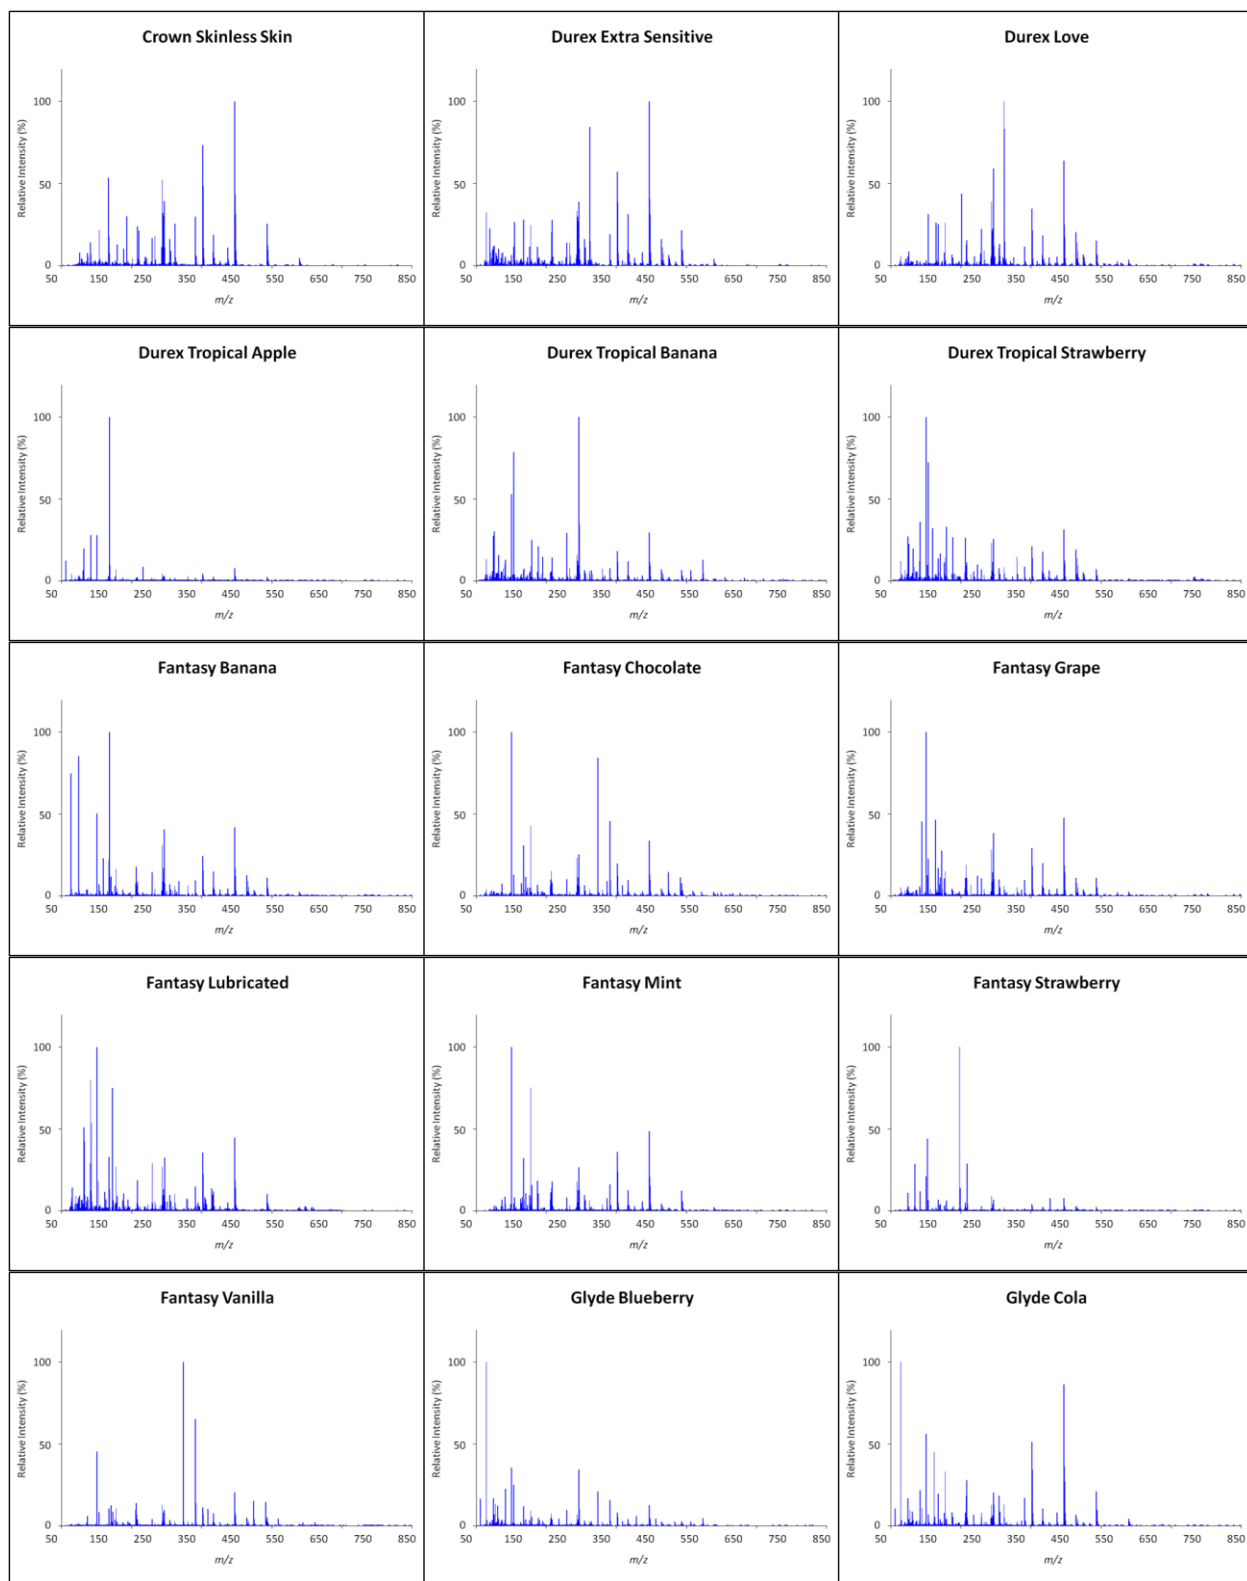 Crown Skinless Skin
Relative Intensity (%)
100
50
0
50 150 250 350 450 550 650 750 850
m/z
Durex Extra Sensitive
Relative Intensity (%)
100
50
0
50 150 250 350 450 550 650 750 850
m/z
Durex Love
Relative Intensity (%)
100
50
0
50 150 250 350 450 550 650 750 850
m/z
Durex Tropical Apple
Relative Intensity (%)
100
50
0
50 150 250 350 450 550 650 750 850
m/z
Durex Tropical Banana
Relative Intensity (%)
100
50
0
50 150 250 350 450 550 650 750 850
m/z
Durex Tropical Strawberry
Relative Intensity (%)
100
50
0
50 150 250 350 450 550 650 750 850
m/z
Fantasy Banana
Relative Intensity (%)
100
50
0
50 150 250 350 450 550 650 750 850
m/z
Fantasy Chocolate
Relative Intensity (%)
100
50
0
50 150 250 350 450 550 650 750 850
m/z
Fantasy Grape
Relative Intensity (%)
100
50
0
50 150 250 350 450 550 650 750 850
m/z
Fantasy Lubricated
Relative Intensity (%)
100
50
0
50 150 250 350 450 550 650 750 850
m/z
Fantasy Mint
Relative Intensity (%)
100
50
0
50 150 250 350 450 550 650 750 850
m/z
Fantasy Strawberry
Relative Intensity (%)
100
50
0
50 150 250 350 450 550 650 750 850
m/z
Fantasy Vanilla
Relative Intensity (%)
100
50
0
50 150 250 350 450 550 650 750 850
m/z
Glyde Blueberry
Relative Intensity (%)
100
50
0
50 150 250 350 450 550 650 750 850
m/z
Glyde Cola
Relative Intensity (%)
100
50
0
50 150 250 350 450 550 650 750 850
m/z